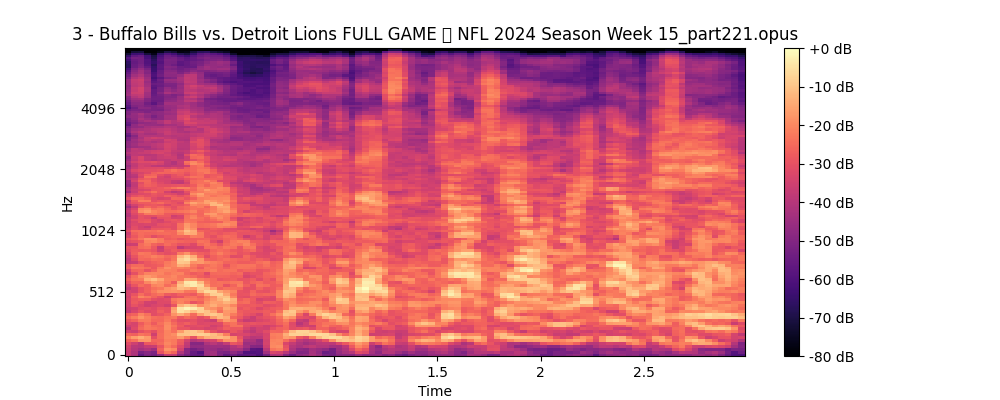 3 - Buffalo Bills vs. Detroit Lions FULL GAME ▯ NFL 2024 Season Week 15_part221.opus
+0 dB
-10 dB
-20 dB
-30 dB
-40 dB
-50 dB
-60 dB
-70 dB
-80 dB
4096
2048
1024
512
0
Hz
0
0.5
1
1.5
2
2.5
Time